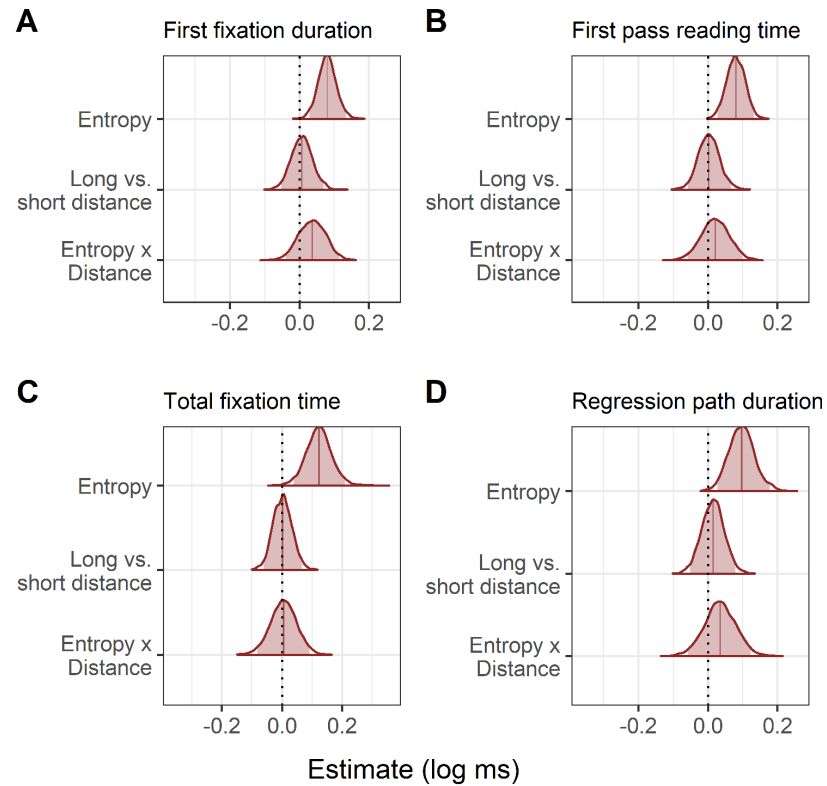 A
First fixation duration
Entropy
Long vs.
short distance
Entropy x
Distance
-0.2 0.0 0.2
B
First pass reading time
Entropy
Long vs.
short distance
Entropy x
Distance
-0.2 0.0 0.2
C
Total fixation time
Entropy
Long vs.
short distance
Entropy x
Distance
-0.2 0.0 0.2
D
Regression path duration
Entropy
Long vs.
short distance
Entropy x
Distance
-0.2 0.0 0.2
Estimate (log ms)